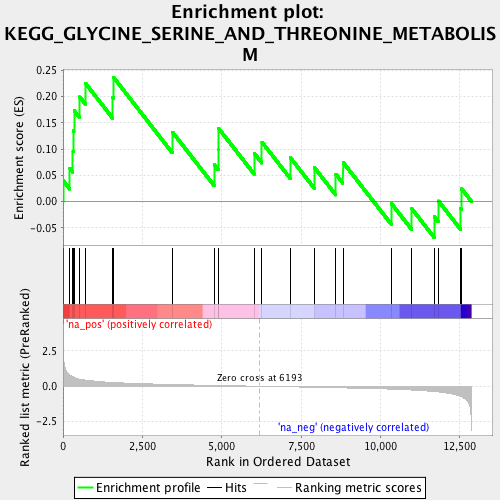 Enrichment plot:
KEGG_GLYCINE_SERINE_AND_THREONINE_METABOLIS
M
Enrichment score (ES)
0.25
0.20
0.15
0.10
0.05
0.00
-0.05
'na_pos' (positively correlated)
Ranked list metric (PreRanked)
2.5
0.0
-2.5
Zero cross at 6193
'na_neg' (negatively correlated)
0
2,500
5,000
7,500
10,000
12,500
Rank in Ordered Dataset
Enrichment profile
Hits
Ranking metric scores